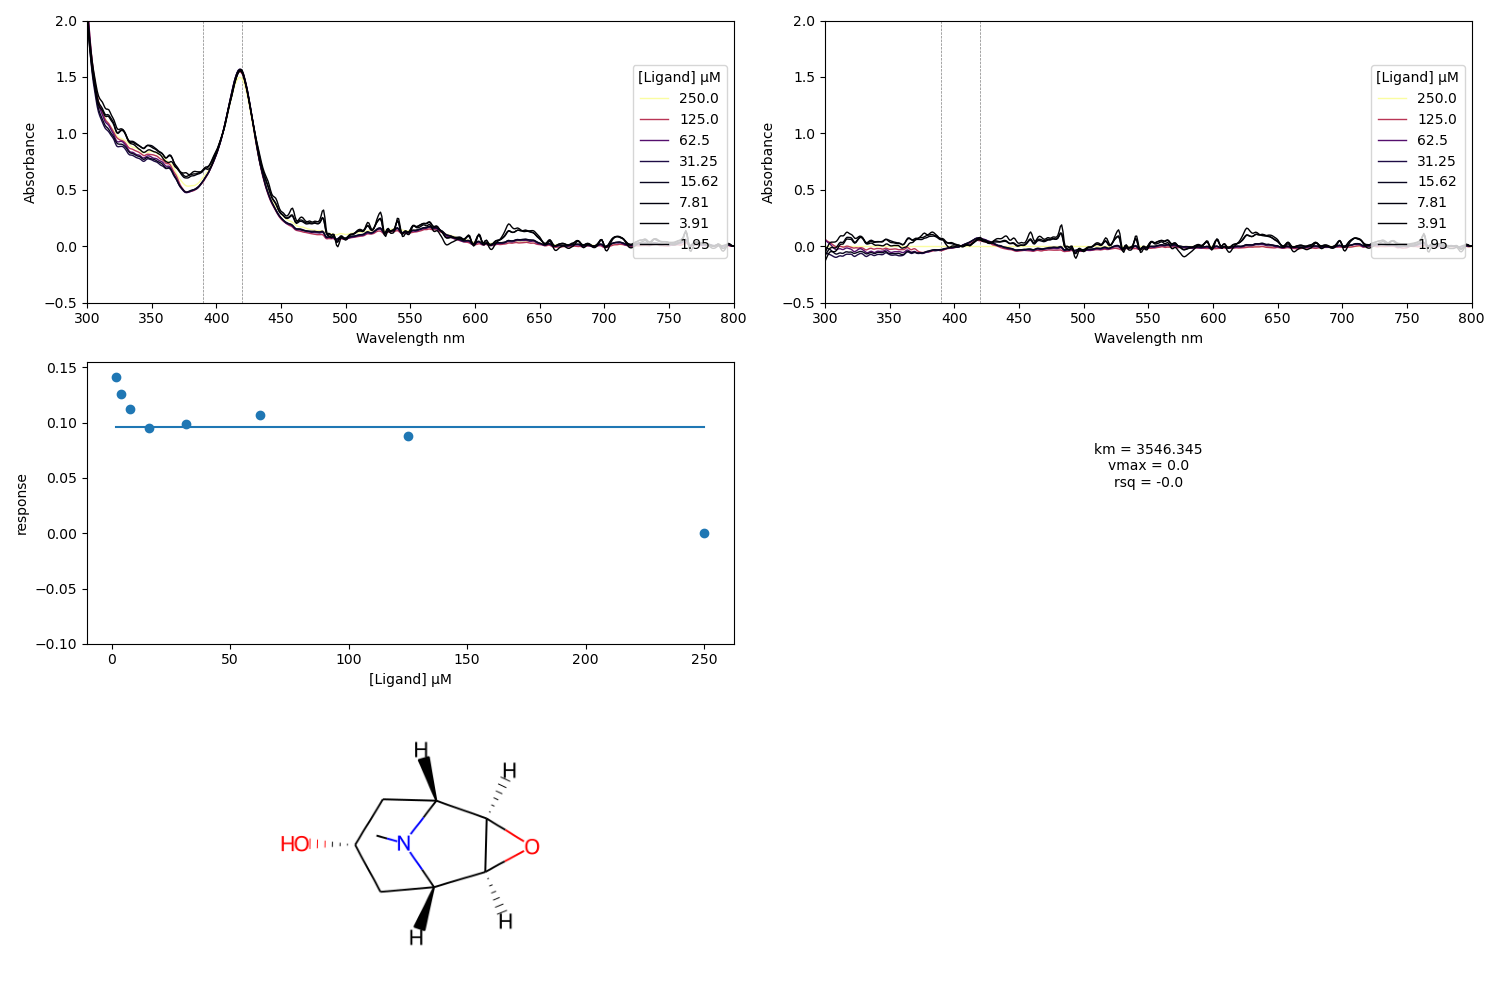 2.0
1.5
1.0
0.5
0.0
−0.5
Absorbance
300 350 400 450 500 550 600 650 700 750 800
Wavelength nm
[Ligand] μM
250.0
125.0
62.5
31.25
15.62
7.81
3.91
1.95
2.0
1.5
1.0
0.5
0.0
−0.5
Absorbance
300 350 400 450 500 550 600 650 700 750 800
Wavelength nm
[Ligand] μM
250.0
125.0
62.5
31.25
15.62
7.81
3.91
1.95
0.15
0.10
0.05
0.00
−0.05
−0.10
response
0 50 100 150 200 250
[Ligand] μM
km = 3546.345
vmax = 0.0
rsq = -0.0
H
H
HO
N
O
H
H